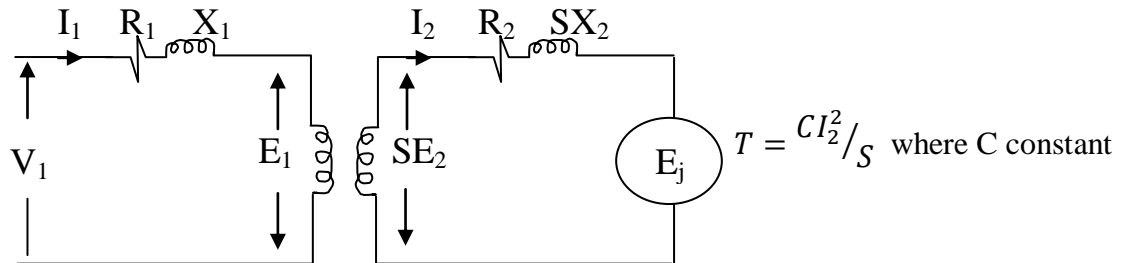 I₁ R₁ X₁ I₂ R₂ SX₂
V₁ E₁ SE₂ Eⱼ T = CI₂²/S where C constant